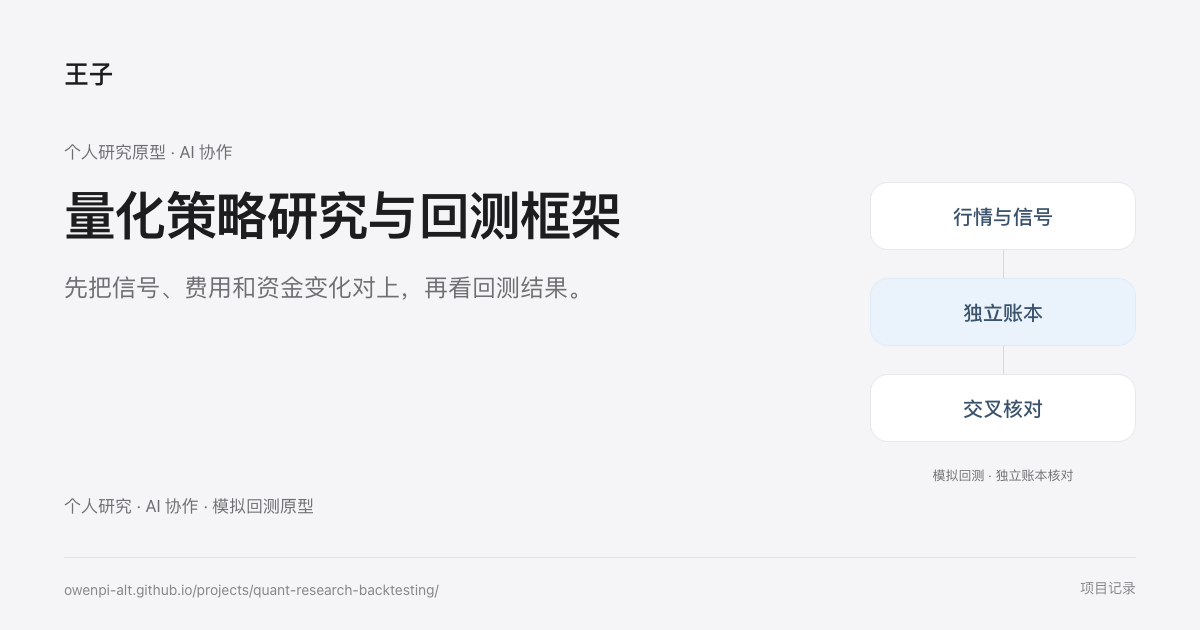 王子
个人研究原型 · AI 协作
量化策略研究与回测框架
先把信号、费用和资金变化对上，再看回测结果。
行情与信号
独立账本
交叉核对
模拟回测 · 独立账本核对
个人研究 · AI 协作 · 模拟回测原型
owenpi-alt.github.io/projects/quant-research-backtesting/
项目记录